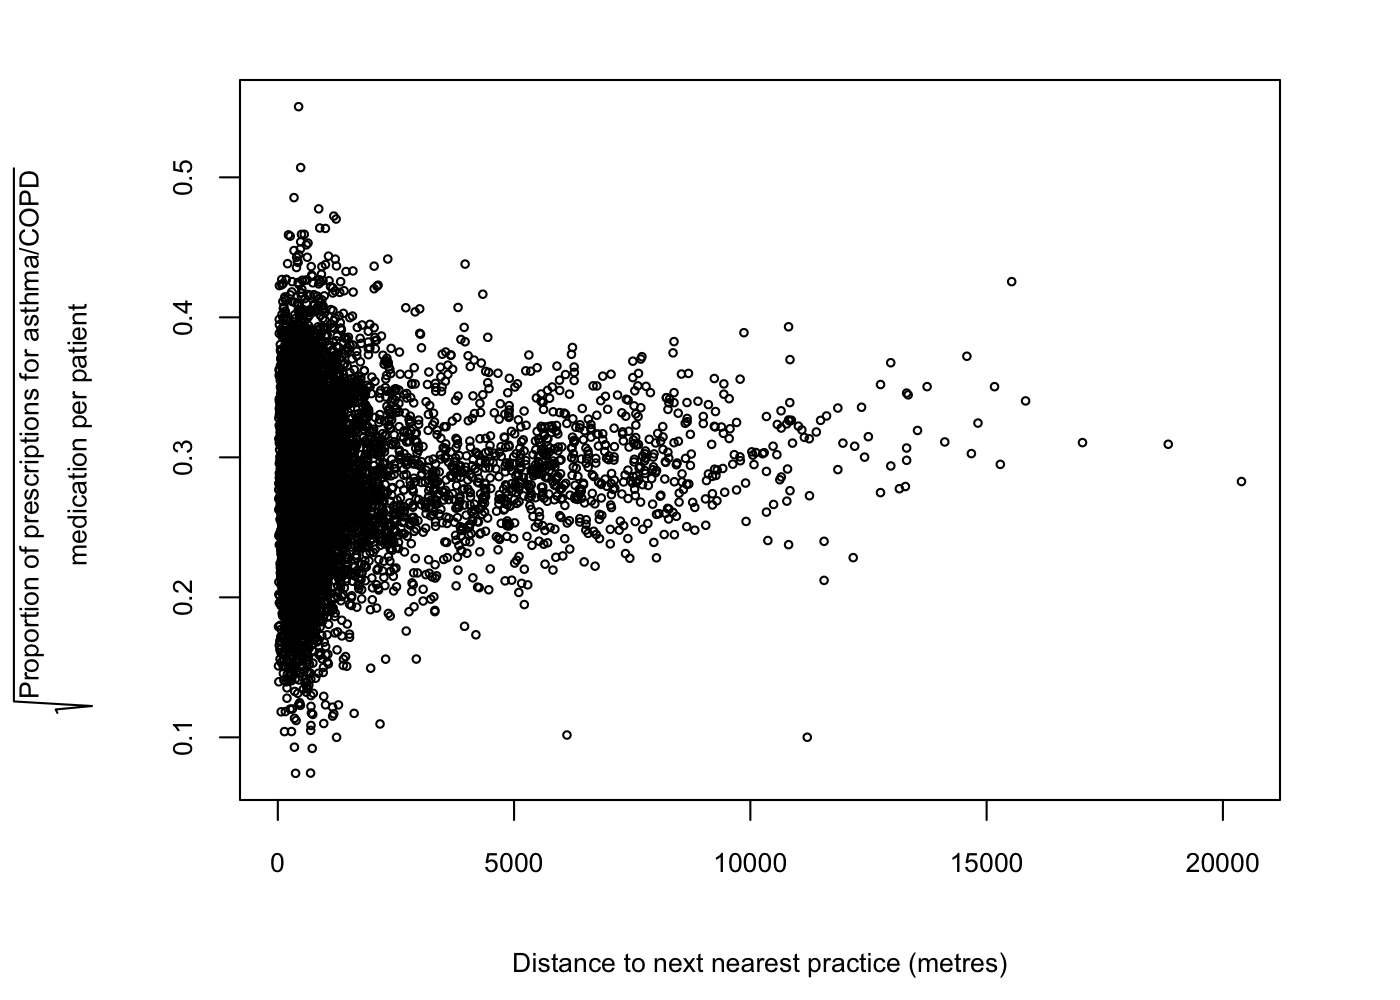 √Proportion of prescriptions for asthma/COPD
medication per patient
0.5
0.4
0.3
0.2
0.1
0 5000 10000 15000 20000
Distance to next nearest practice (metres)